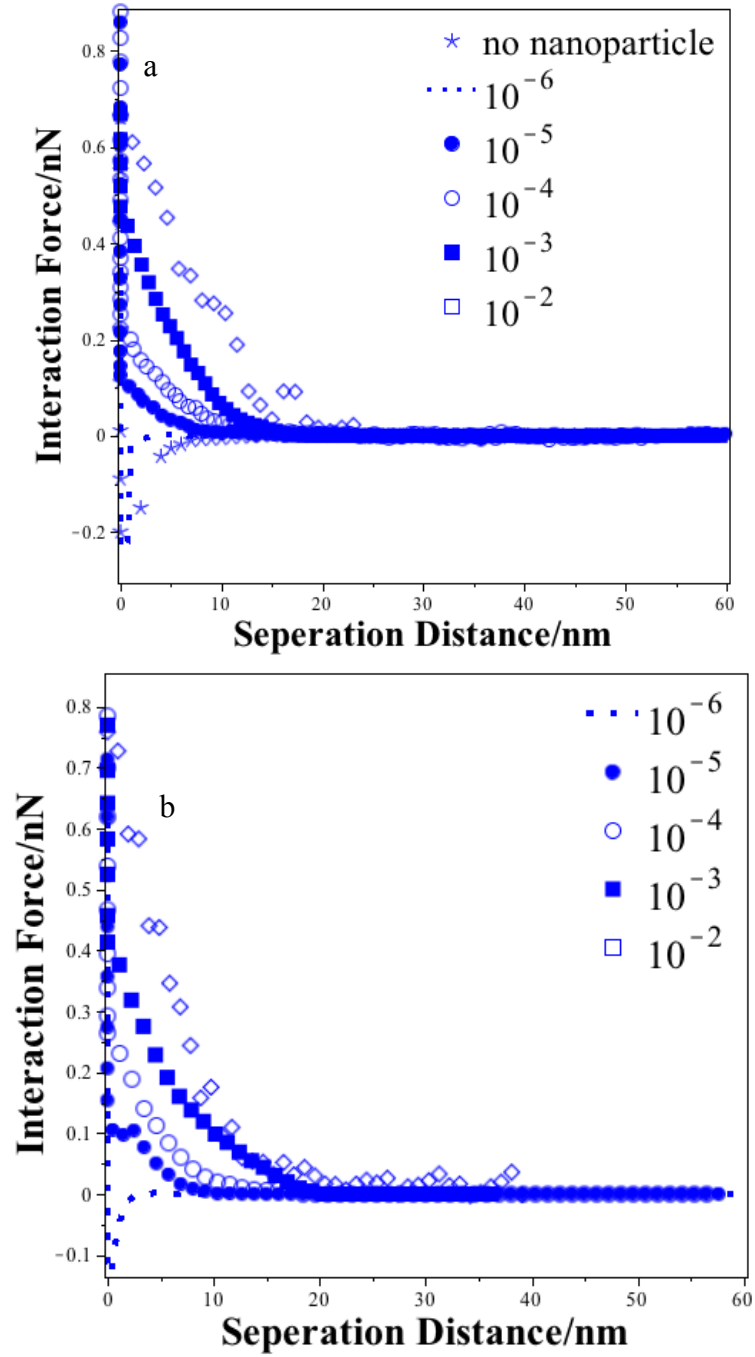 a
no nanoparticle
10⁻⁶
10⁻⁵
10⁻⁴
10⁻³
10⁻²
Interaction Force/nN
0.8
0.6
0.4
0.2
0
−0.2
0 10 20 30 40 50 60
Seperation Distance/nm
b
10⁻⁶
10⁻⁵
10⁻⁴
10⁻³
10⁻²
Interaction Force/nN
0.8
0.7
0.6
0.5
0.4
0.3
0.2
0.1
0
-0.1
0 10 20 30 40 50 60
Seperation Distance/nm